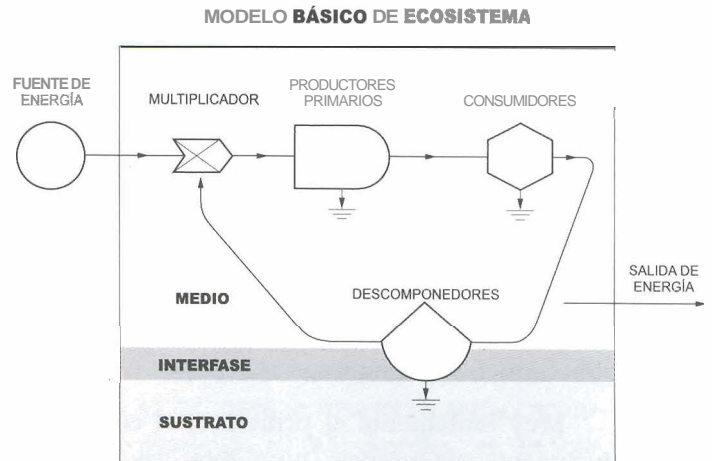 MODELO BÁSICO DE ECOSISTEMA
FUENTE DE
ENERGÍA
MULTIPLICADOR
PRODUCTORES
PRIMARIOS
CONSUMIDORES
SALIDA DE
ENERGÍA
MEDIO
DESCOMPONEDORES
INTERFASE
SUSTRATO